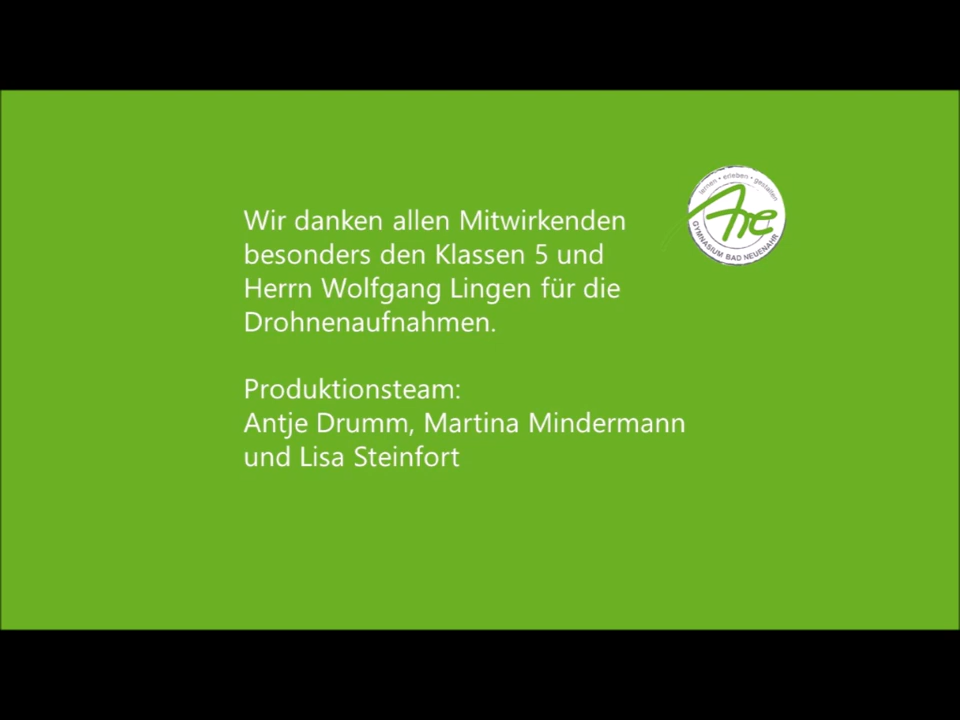 Wir danken allen Mitwirkenden
besonders den Klassen 5 und
Herrn Wolfgang Lingen für die
Drohnenaufnahmen.
Produktionsteam:
Antje Drumm, Martina Mindermann
und Lisa Steinfort
lernen • erleben • gestalten
Are
GYMNASIUM BAD NEUENAHR